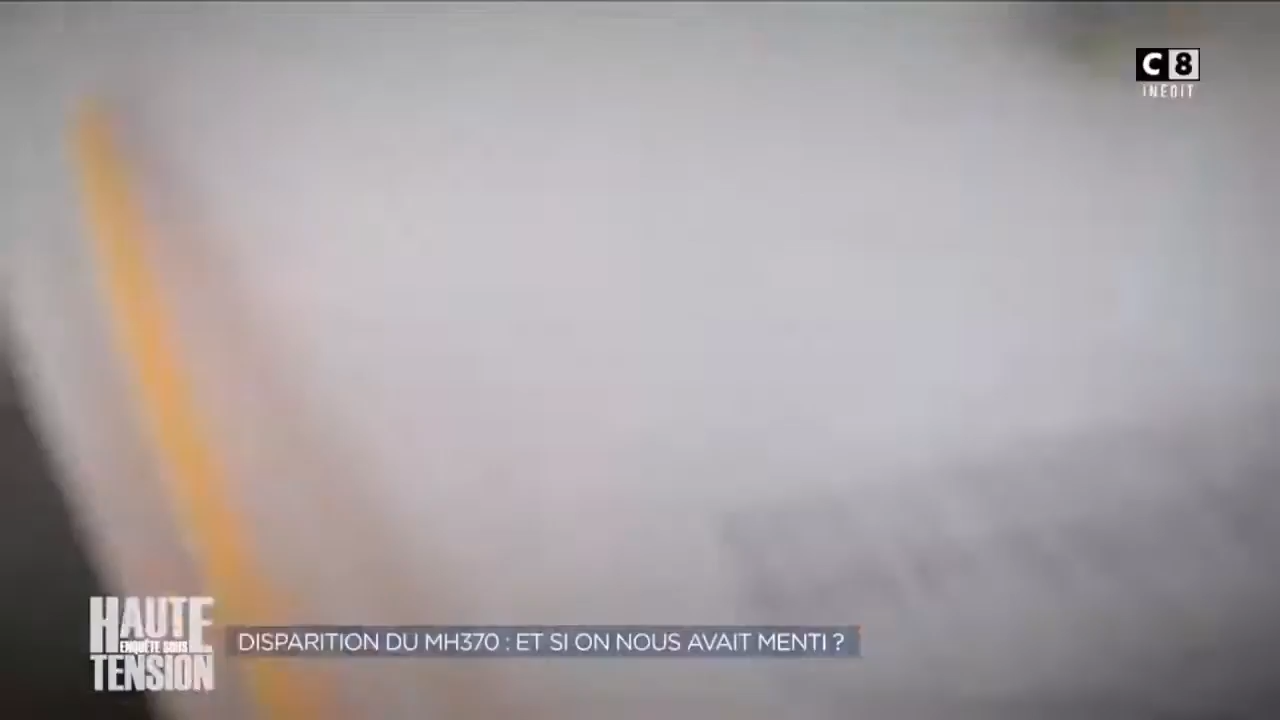 C8
INÉDIT
HAUTE
ENQUÊTE SOUS
TENSION
DISPARITION DU MH370 : ET SI ON NOUS AVAIT MENTI ?